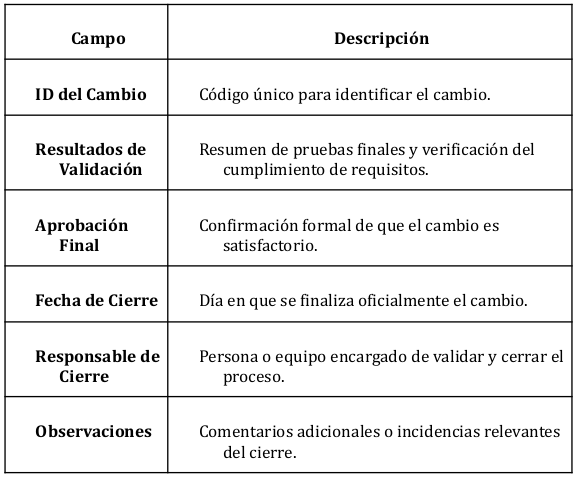 Campo
Descripción
ID del Cambio
Código único para identificar el cambio.
Resultados de
Validación
Resumen de pruebas finales y verificación del
cumplimiento de requisitos.
Aprobación
Final
Confirmación formal de que el cambio es
satisfactorio.
Fecha de Cierre
Día en que se finaliza oficialmente el cambio.
Responsable de
Cierre
Persona o equipo encargado de validar y cerrar el
proceso.
Observaciones
Comentarios adicionales o incidencias relevantes
del cierre.